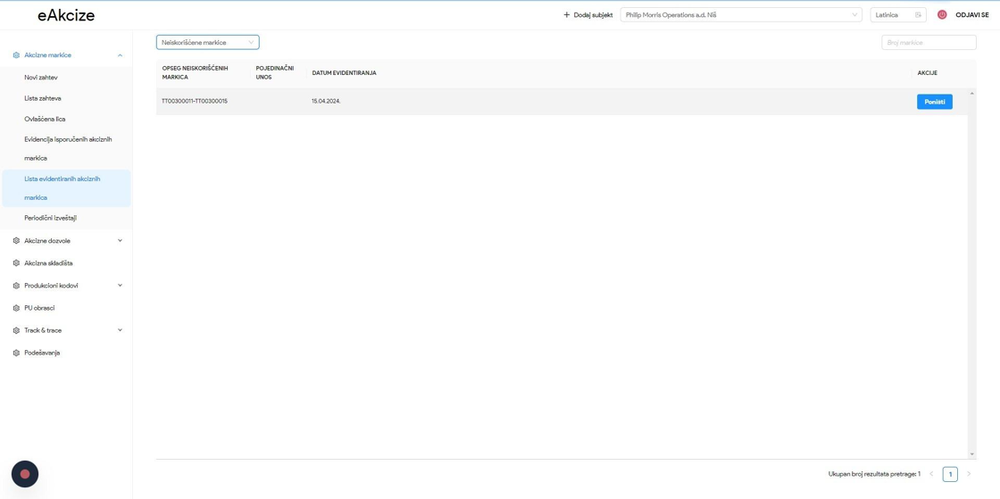 eAkcize
+ Dodaj subjekt
Philip Morris Operations a.d. Niš
Latinica
ODJAVI SE
Akcizne markice
Novi zahtev
Lista zahteva
Ovlašćena lica
Evidencija isporučenih akciznih
markica
Lista evidentiranih akciznih
markica
Periodični izveštaji
Akcizne dozvole
Akcizna skladišta
Produkcioni kodovi
PU obrasci
Track & trace
Podešavanja
Neiskorišćene markice
Broj markice
OPSEG NEISKORIŠĆENIH
MARKICA
POJEDINAČNI
UNOS
DATUM EVIDENTIRANJA
AKCIJE
TT00300011-TT00300015
15.04.2024.
Poništi
Ukupan broj rezultata pretrage: 1
1